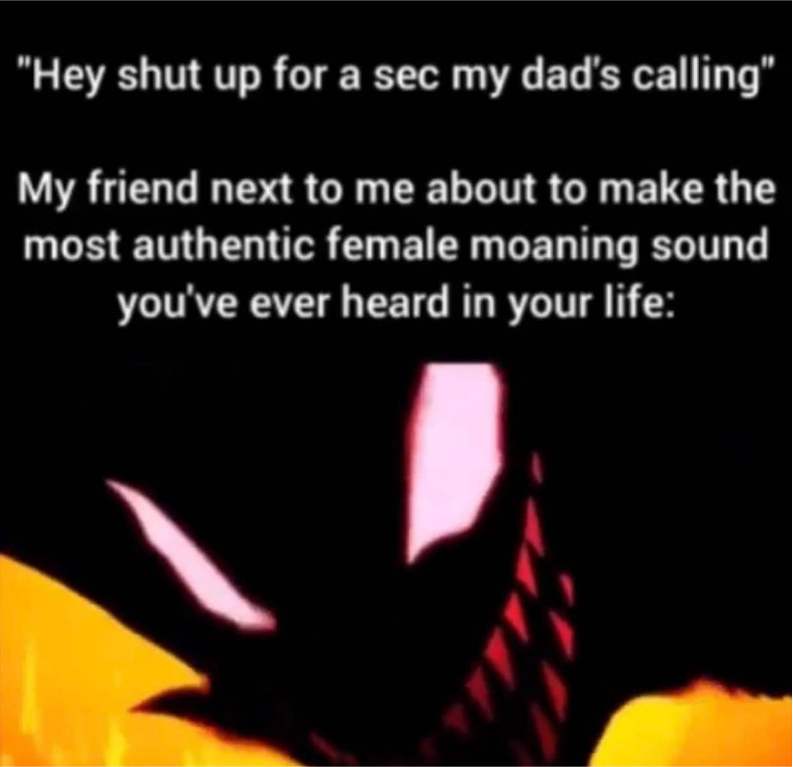 "Hey shut up for a sec my dad's calling"
My friend next to me about to make the
most authentic female moaning sound
you've ever heard in your life: